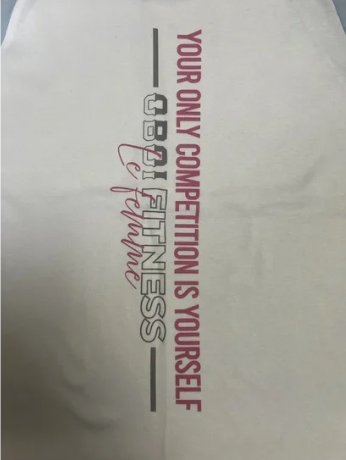 YOUR ONLY COMPETITION IS YOURSELF
FITNESS
Le femme